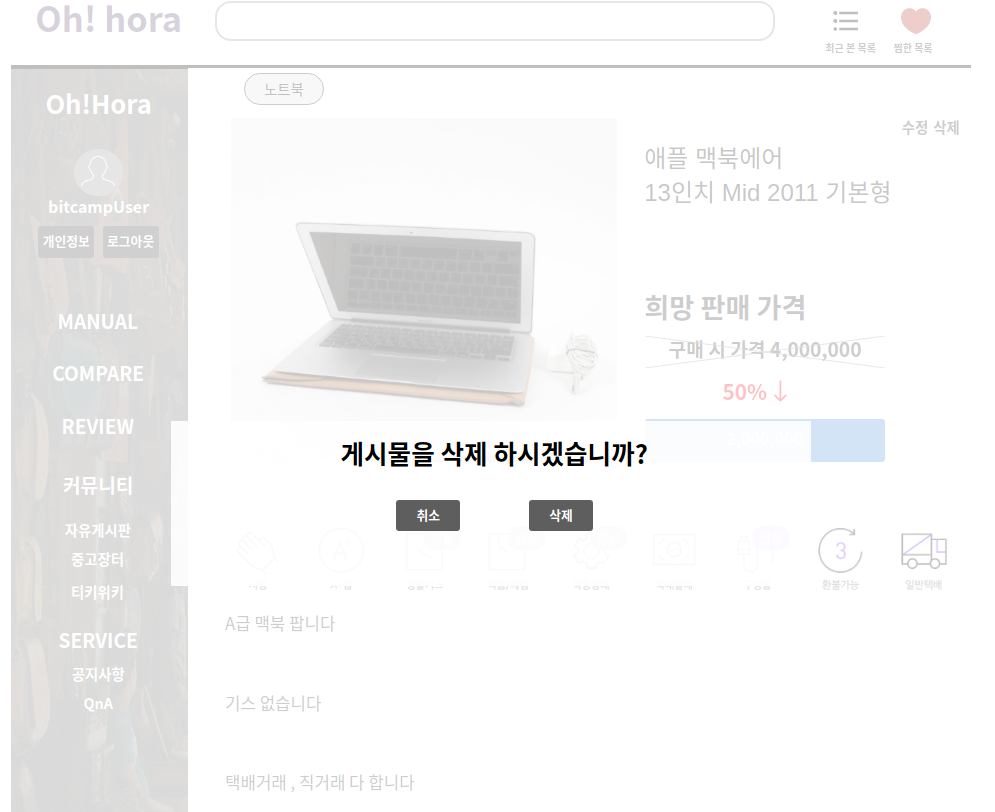 Oh! hora
최근 본 목록
찜한 목록
노트북
Oh!Hora
수정 삭제
애플 맥북에어
13인치 Mid 2011 기본형
bitcampUser
개인정보
로그아웃
희망 판매 가격
MANUAL
구매 시 가격 4,000,000
COMPARE
50% ↓
REVIEW
게시물을 삭제 하시겠습니까?
커뮤니티
취소
삭제
자유게시판
중고장터
3
환불가능
일반택배
티키위키
A급 맥북 팝니다
SERVICE
공지사항
기스 없습니다
QnA
택배거래 , 직거래 다 합니다